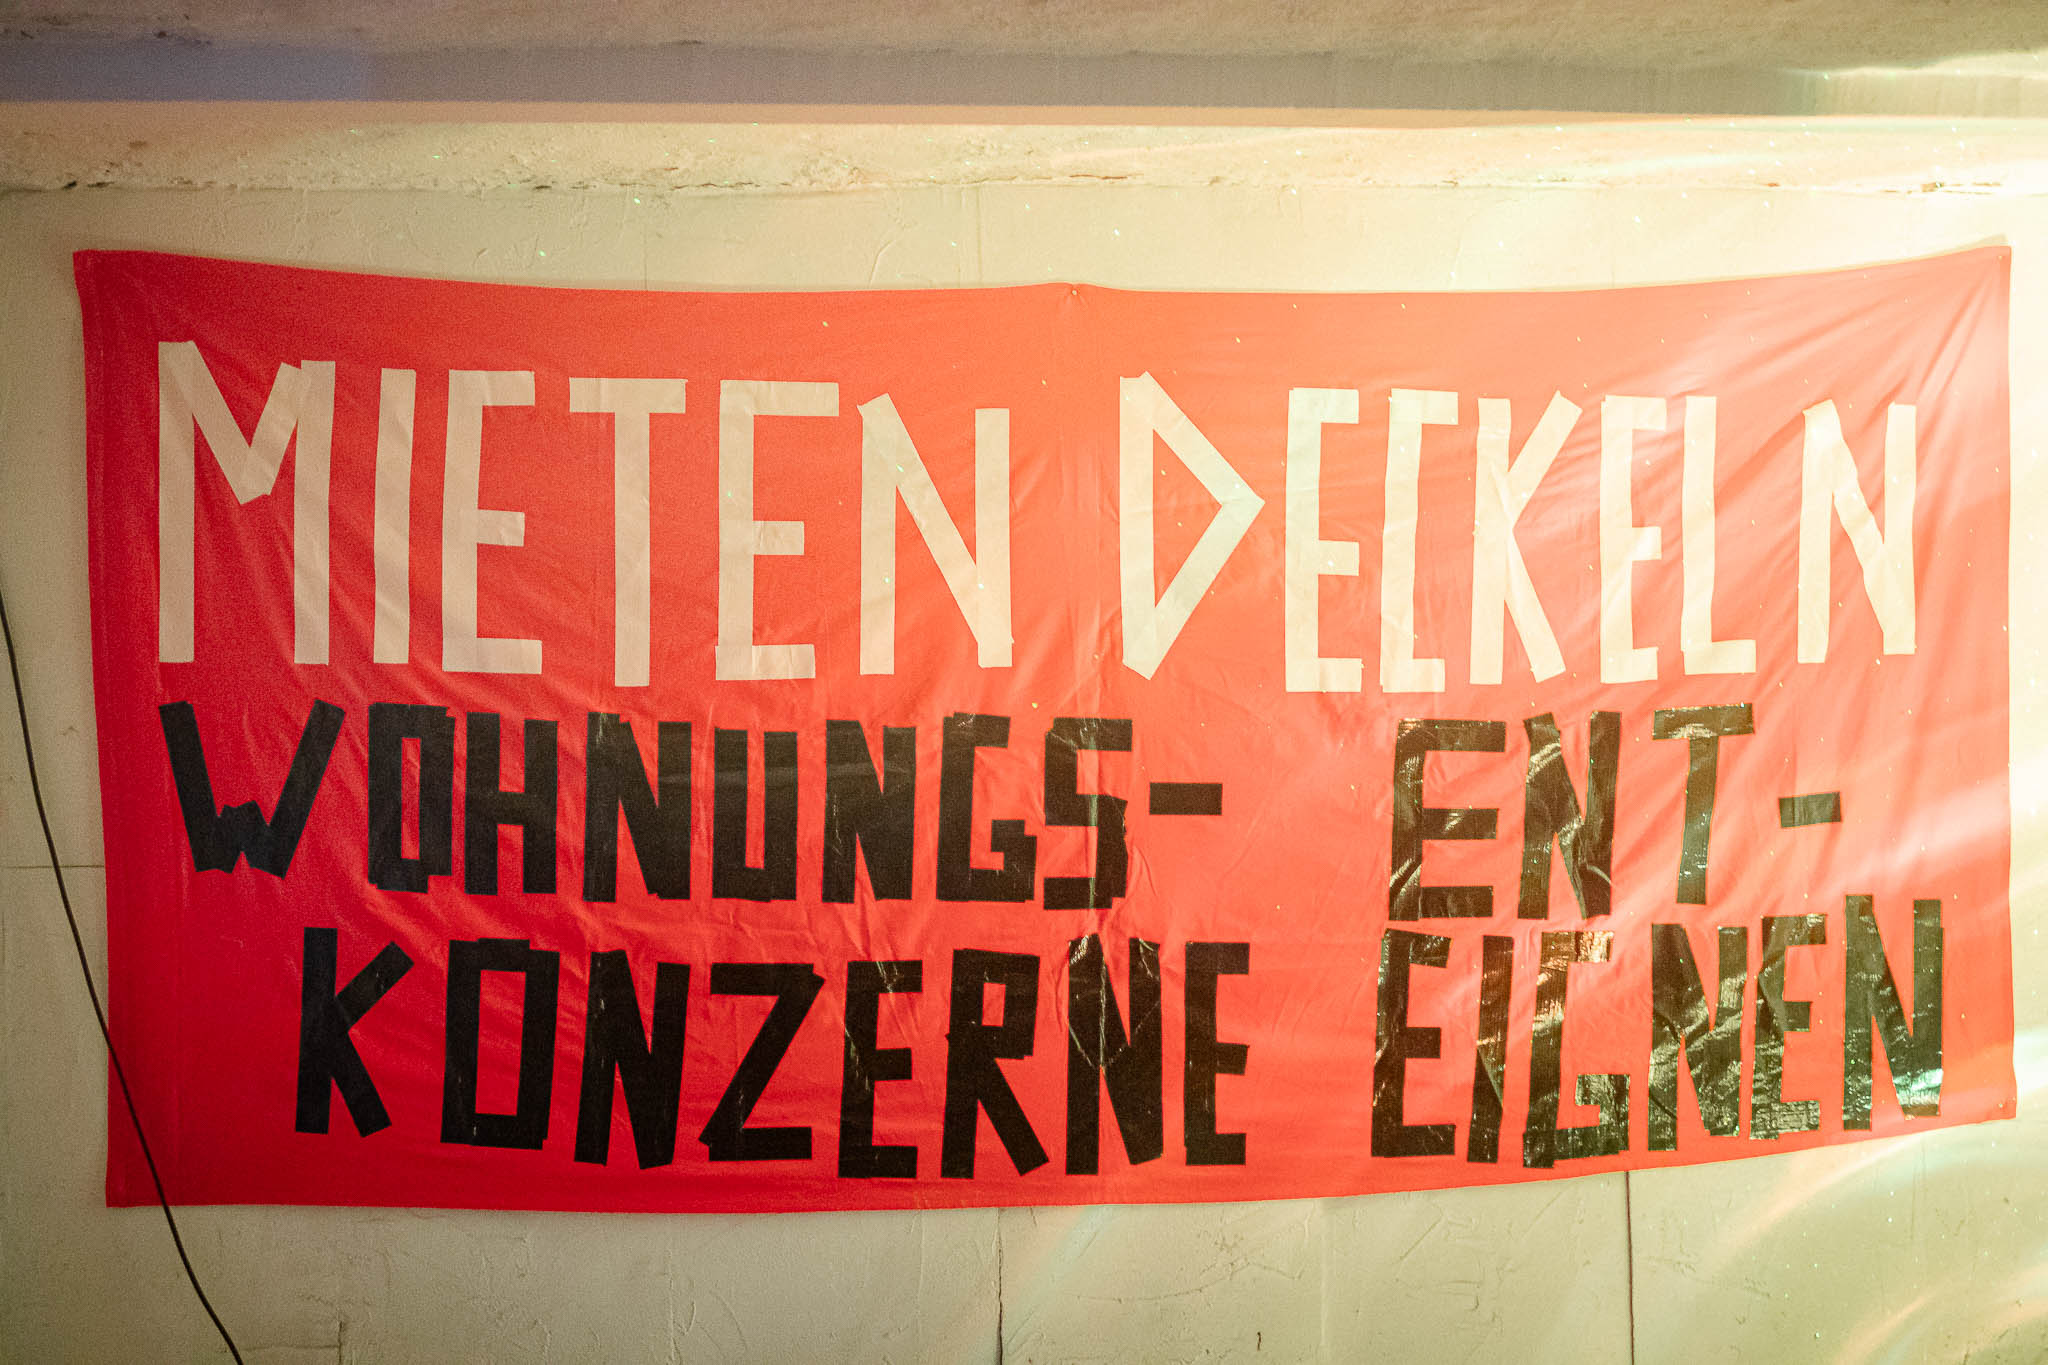 MIETEN DECKELN
WOHNUNGS- ENT-
KONZERNE EIGNEN